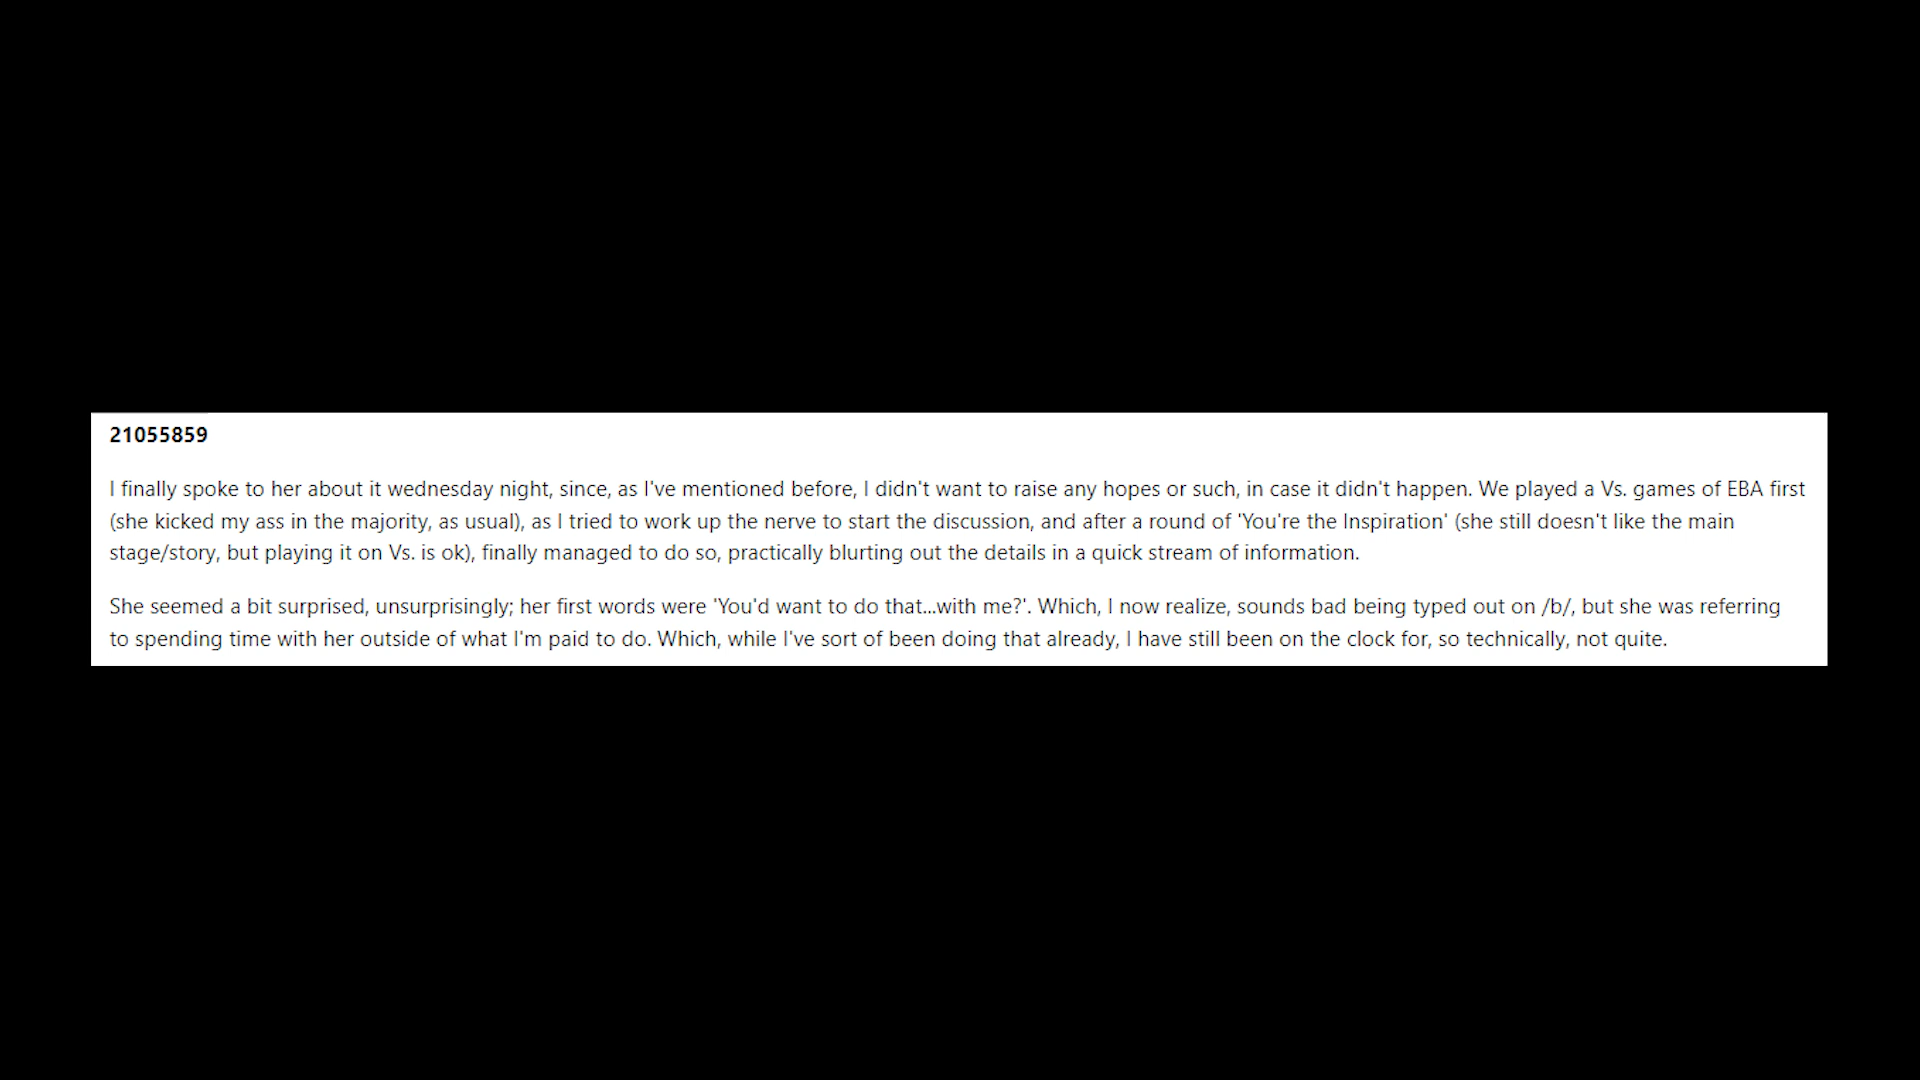 21055859
I finally spoke to her about it wednesday night, since, as I've mentioned before, I didn't want to raise any hopes or such, in case it didn't happen. We played a Vs. games of EBA first
(she kicked my ass in the majority, as usual), as I tried to work up the nerve to start the discussion, and after a round of 'You're the Inspiration' (she still doesn't like the main
stage/story, but playing it on Vs. is ok), finally managed to do so, practically blurting out the details in a quick stream of information.
She seemed a bit surprised, unsurprisingly; her first words were 'You'd want to do that...with me?'. Which, I now realize, sounds bad being typed out on /b/, but she was referring
to spending time with her outside of what I'm paid to do. Which, while I've sort of been doing that already, I have still been on the clock for, so technically, not quite.